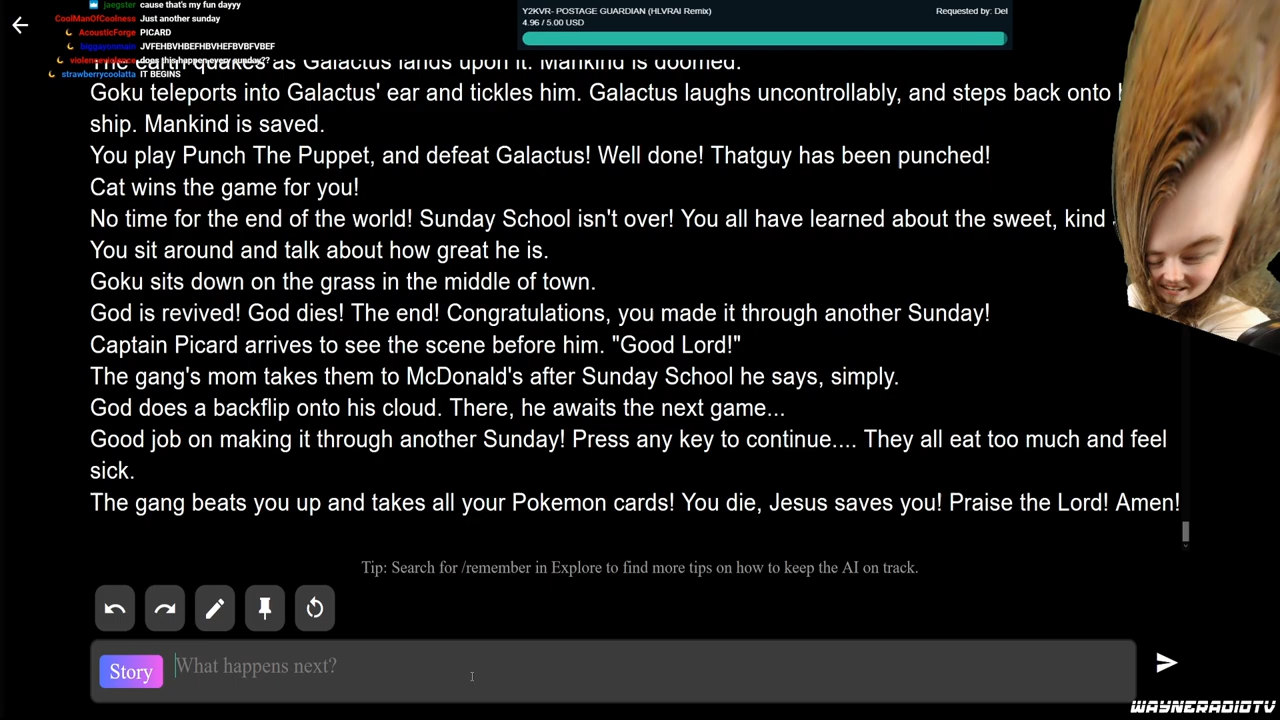 jaegster cause that's my fun dayyy
CoolManOfCoolness Just another sunday
AcousticForge PICARD
biggayonmain JVFEHBVHBEFHBVHEFBVBFVBEF
violenceviolence does this happen every sunday??
strawberrycoolatta IT BEGINS
Y2KVR- POSTAGE GUARDIAN (HLVRAI Remix) Requested by: Del
4.96 / 5.00 USD
The earth quakes as Galactus lands upon it. Mankind is doomed.
Goku teleports into Galactus' ear and tickles him. Galactus laughs uncontrollably, and steps back onto
ship. Mankind is saved.
You play Punch The Puppet, and defeat Galactus! Well done! Thatguy has been punched!
Cat wins the game for you!
No time for the end of the world! Sunday School isn't over! You all have learned about the sweet, kind
You sit around and talk about how great he is.
Goku sits down on the grass in the middle of town.
God is revived! God dies! The end! Congratulations, you made it through another Sunday!
Captain Picard arrives to see the scene before him. "Good Lord!"
The gang's mom takes them to McDonald's after Sunday School he says, simply.
God does a backflip onto his cloud. There, he awaits the next game...
Good job on making it through another Sunday! Press any key to continue.... They all eat too much and feel
sick.
The gang beats you up and takes all your Pokemon cards! You die, Jesus saves you! Praise the Lord! Amen!
Tip: Search for /remember in Explore to find more tips on how to keep the AI on track.
Story What happens next?
WAYNERADIOTV